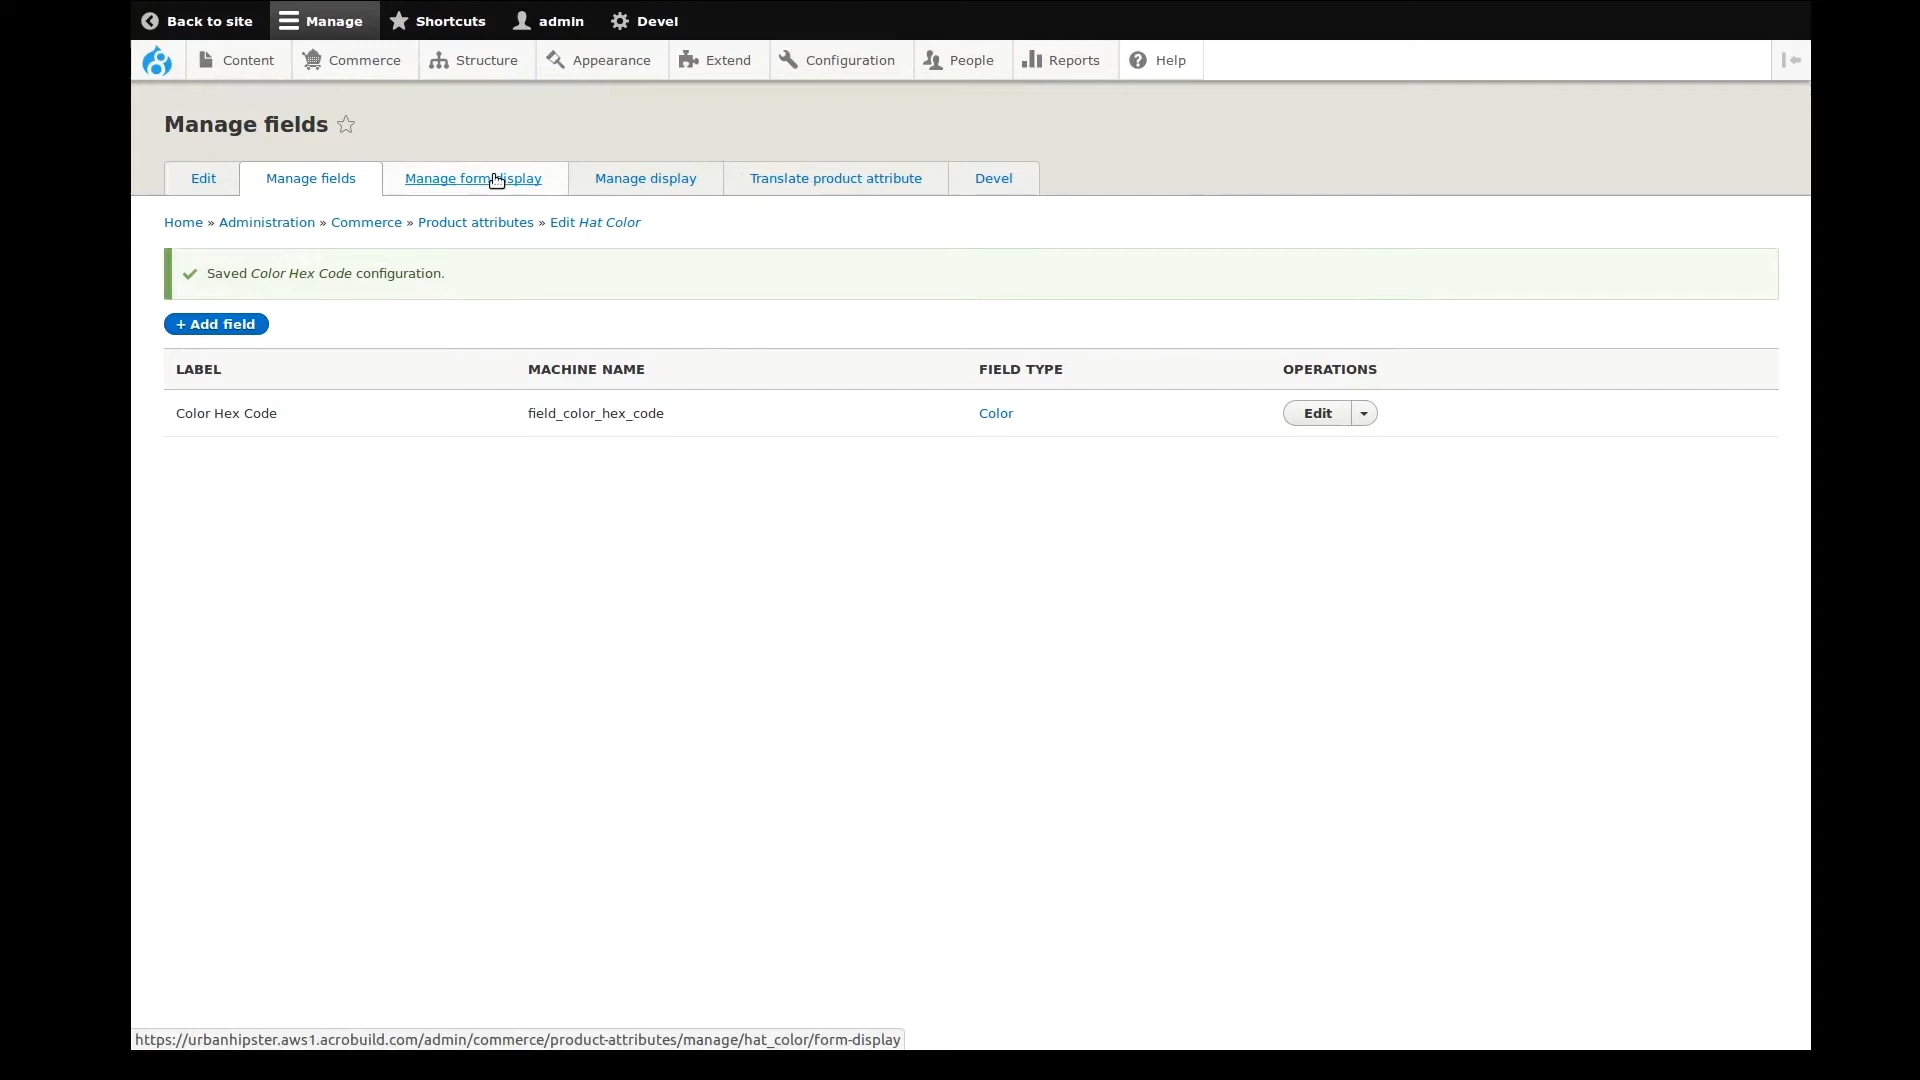 Back to site Manage Shortcuts admin Devel
Content Commerce Structure Appearance Extend Configuration People Reports Help
Manage fields
Edit Manage fields Manage form display Manage display Translate product attribute Devel
Home » Administration » Commerce » Product attributes » Edit Hat Color
Saved Color Hex Code configuration.
+ Add field
LABEL MACHINE NAME FIELD TYPE OPERATIONS
Color Hex Code field_color_hex_code Color Edit
https://urbanhipster.aws1.acrobuild.com/admin/commerce/product-attributes/manage/hat_color/form-display